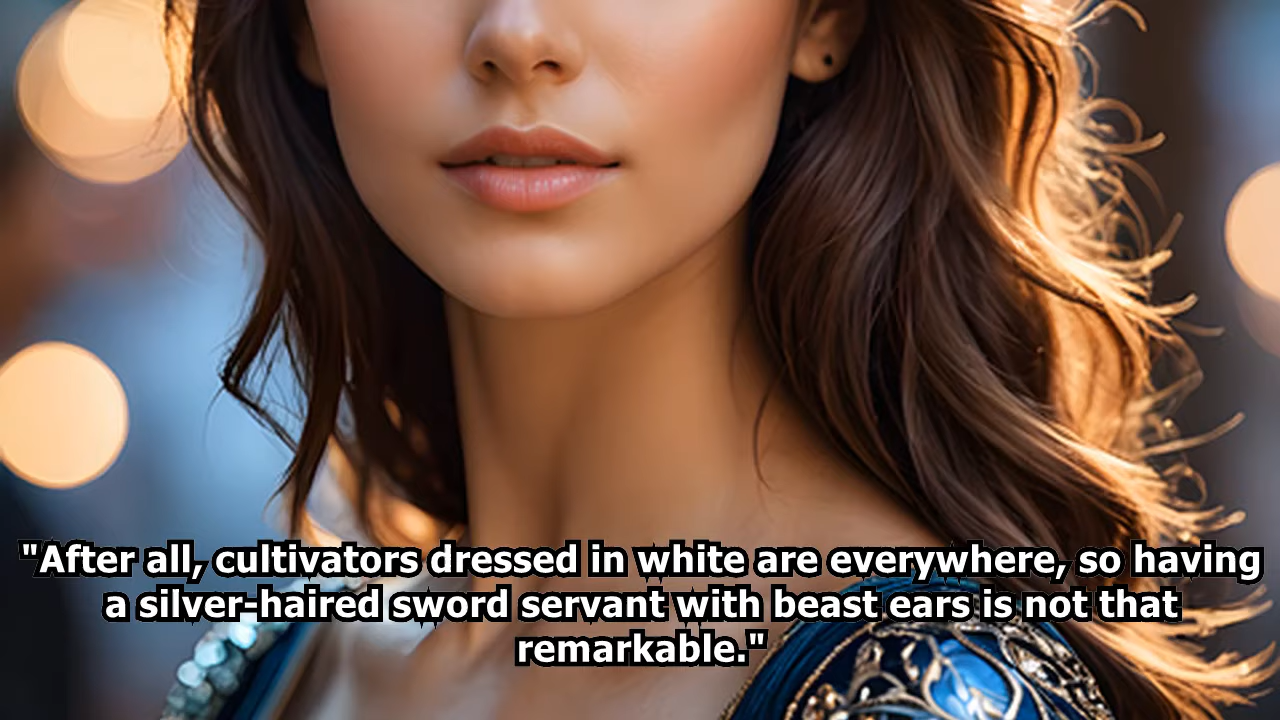 "After all, cultivators dressed in white are everywhere, so having
a silver-haired sword servant with beast ears is not that
remarkable."